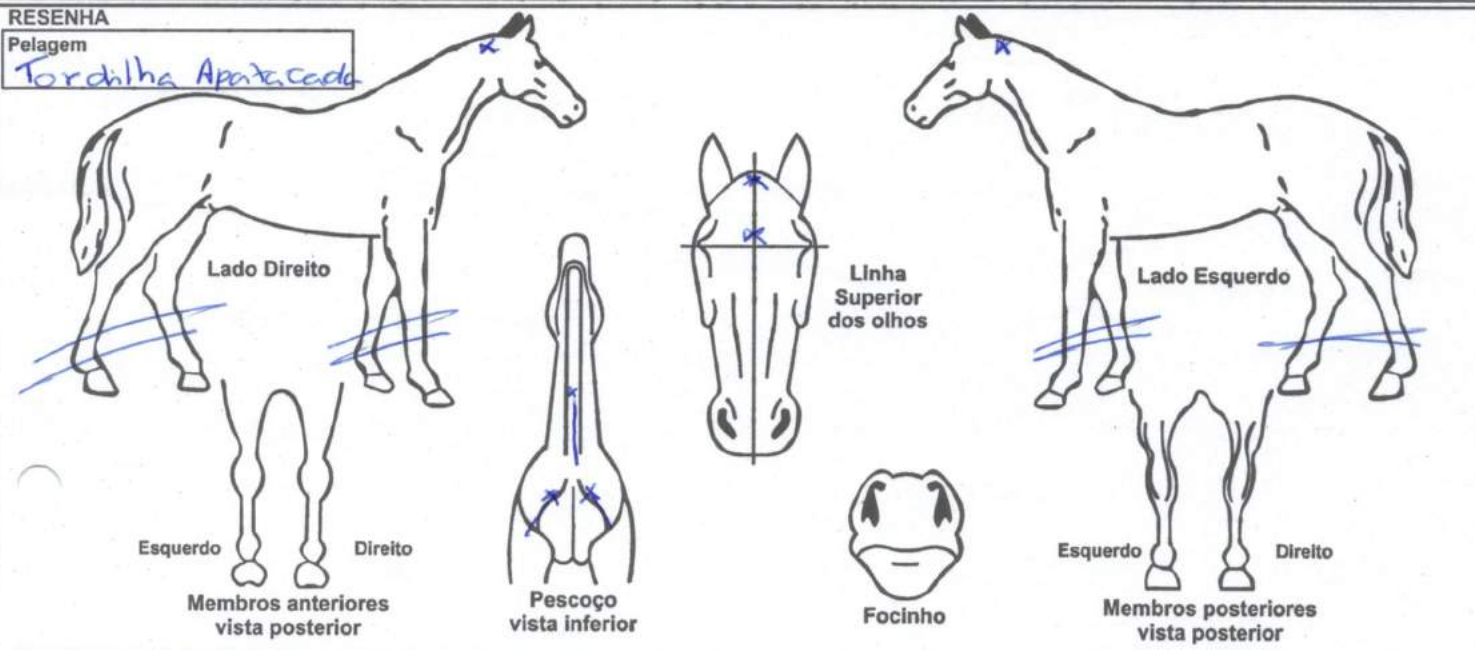 RESENHA
Pelagem
Tordilha Apatacada
Lado Direito
Linha
Superior
dos olhos
Lado Esquerdo
Esquerdo
Direito
Membros anteriores
vista posterior
Pescoço
vista inferior
Focinho
Esquerdo
Direito
Membros posteriores
vista posterior